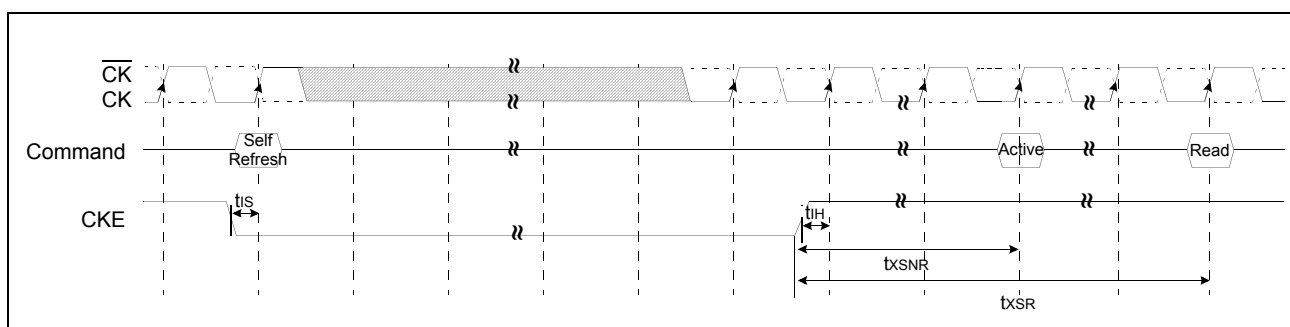 CK
CK
Command
Self
Refresh
Active
Read
CKE
tIS
tIH
tXSNR
tXSR